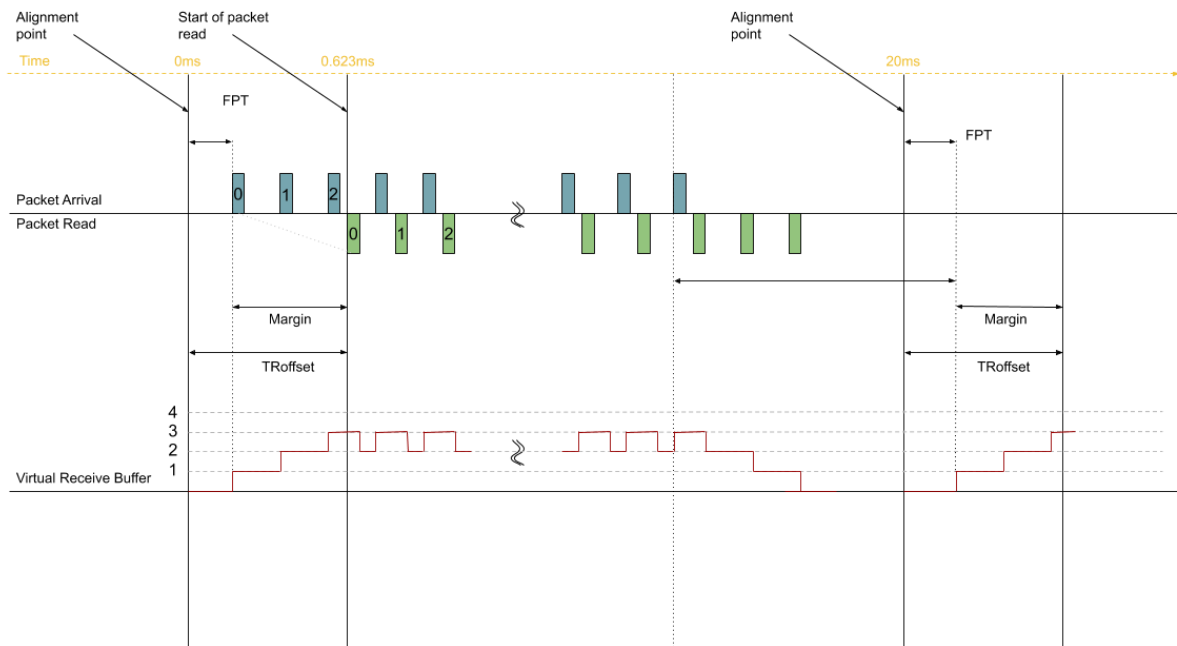 Alignment
point
Start of packet
read
Alignment
point
Time
0ms
0.623ms
20ms
FPT
FPT
Packet Arrival
0
1
2
Packet Read
0
1
2
Margin
Margin
TRoffset
TRoffset
4
3
2
1
Virtual Receive Buffer